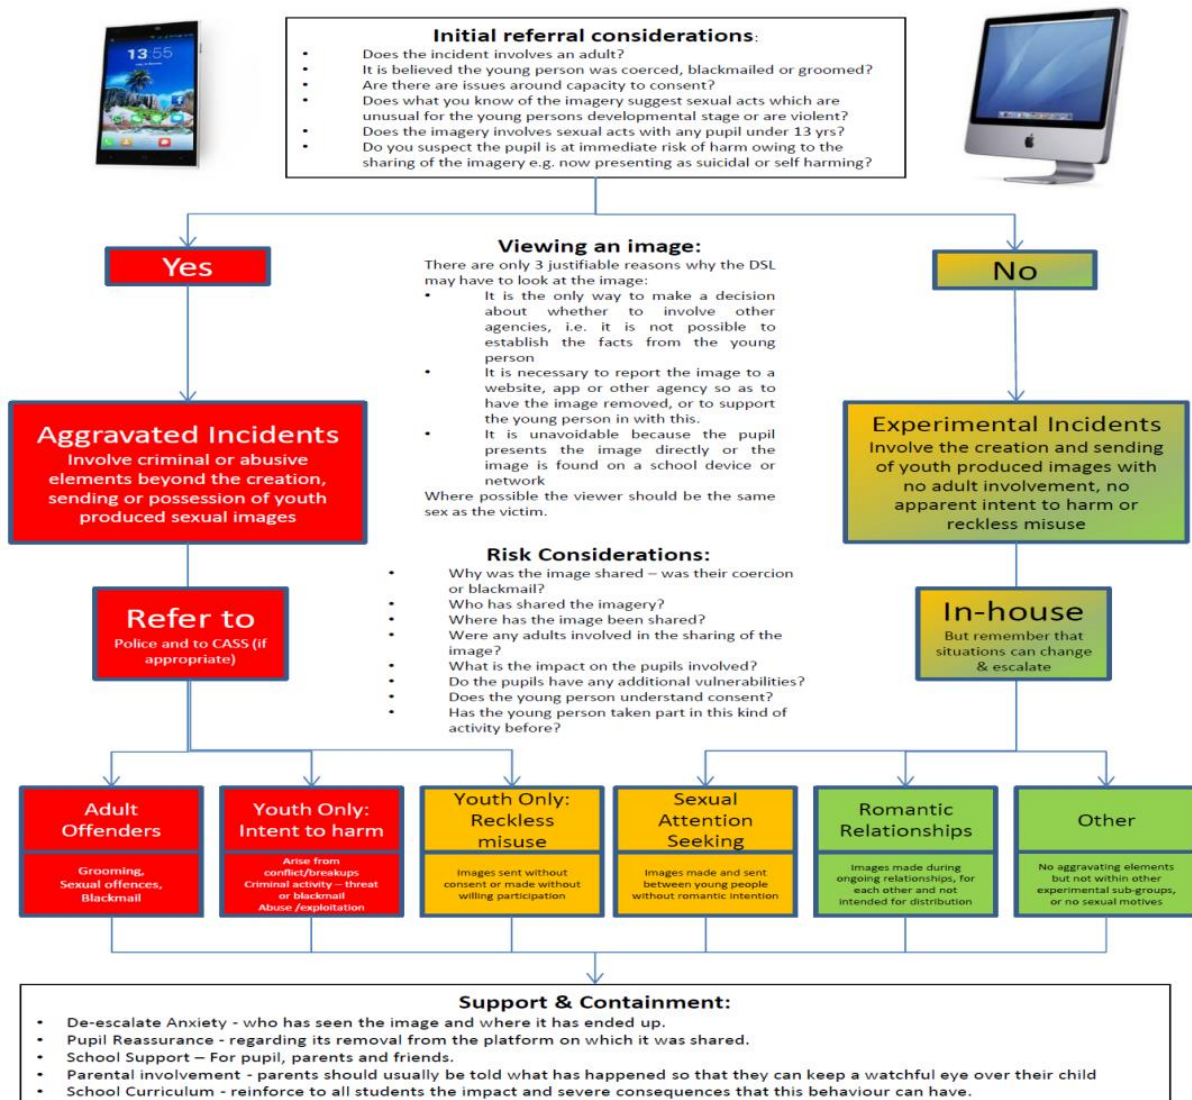 13:55
Initial referral considerations:
• Does the incident involves an adult?
• It is believed the young person was coerced, blackmailed or groomed?
• Are there are issues around capacity to consent?
• Does what you know of the imagery suggest sexual acts which are
unusual for the young persons developmental stage or are violent?
• Does the imagery involves sexual acts with any pupil under 13 yrs?
• Do you suspect the pupil is at immediate risk of harm owing to the
sharing of the imagery e.g. now presenting as suicidal or self harming?
Yes
No
Viewing an image:
There are only 3 justifiable reasons why the DSL
may have to look at the image:
• It is the only way to make a decision
about whether to involve other
agencies, i.e. it is not possible to
establish the facts from the young
person
• It is necessary to report the image to a
website, app or other agency so as to
have the image removed, or to support
the young person in with this.
• It is unavoidable because the pupil
presents the image directly or the
image is found on a school device or
network
Where possible the viewer should be the same
sex as the victim.
Aggravated Incidents
Involve criminal or abusive
elements beyond the creation,
sending or possession of youth
produced sexual images
Experimental Incidents
Involve the creation and sending
of youth produced images with
no adult involvement, no
apparent intent to harm or
reckless misuse
Risk Considerations:
• Why was the image shared – was their coercion
or blackmail?
• Who has shared the imagery?
• Where has the image been shared?
• Were any adults involved in the sharing of the
image?
• What is the impact on the pupils involved?
• Do the pupils have any additional vulnerabilities?
• Does the young person understand consent?
• Has the young person taken part in this kind of
activity before?
Refer to
Police and to CASS (if
appropriate)
In-house
But remember that
situations can change
& escalate
Adult
Offenders
Grooming,
Sexual offences,
Blackmail
Youth Only:
Intent to harm
Arise from
conflict/breakups
Criminal activity – threat
or blackmail
Abuse /exploitation
Youth Only:
Reckless
misuse
Images sent without
consent or made without
willing participation
Sexual
Attention
Seeking
Images made and sent
between young people
without romantic intention
Romantic
Relationships
Images made during
ongoing relationships, for
each other and not
intended for distribution
Other
No aggravating elements
but not within other
experimental sub-groups,
or no sexual motives
Support & Containment:
• De-escalate Anxiety - who has seen the image and where it has ended up.
• Pupil Reassurance - regarding its removal from the platform on which it was shared.
• School Support – For pupil, parents and friends.
• Parental involvement - parents should usually be told what has happened so that they can keep a watchful eye over their child
• School Curriculum - reinforce to all students the impact and severe consequences that this behaviour can have.